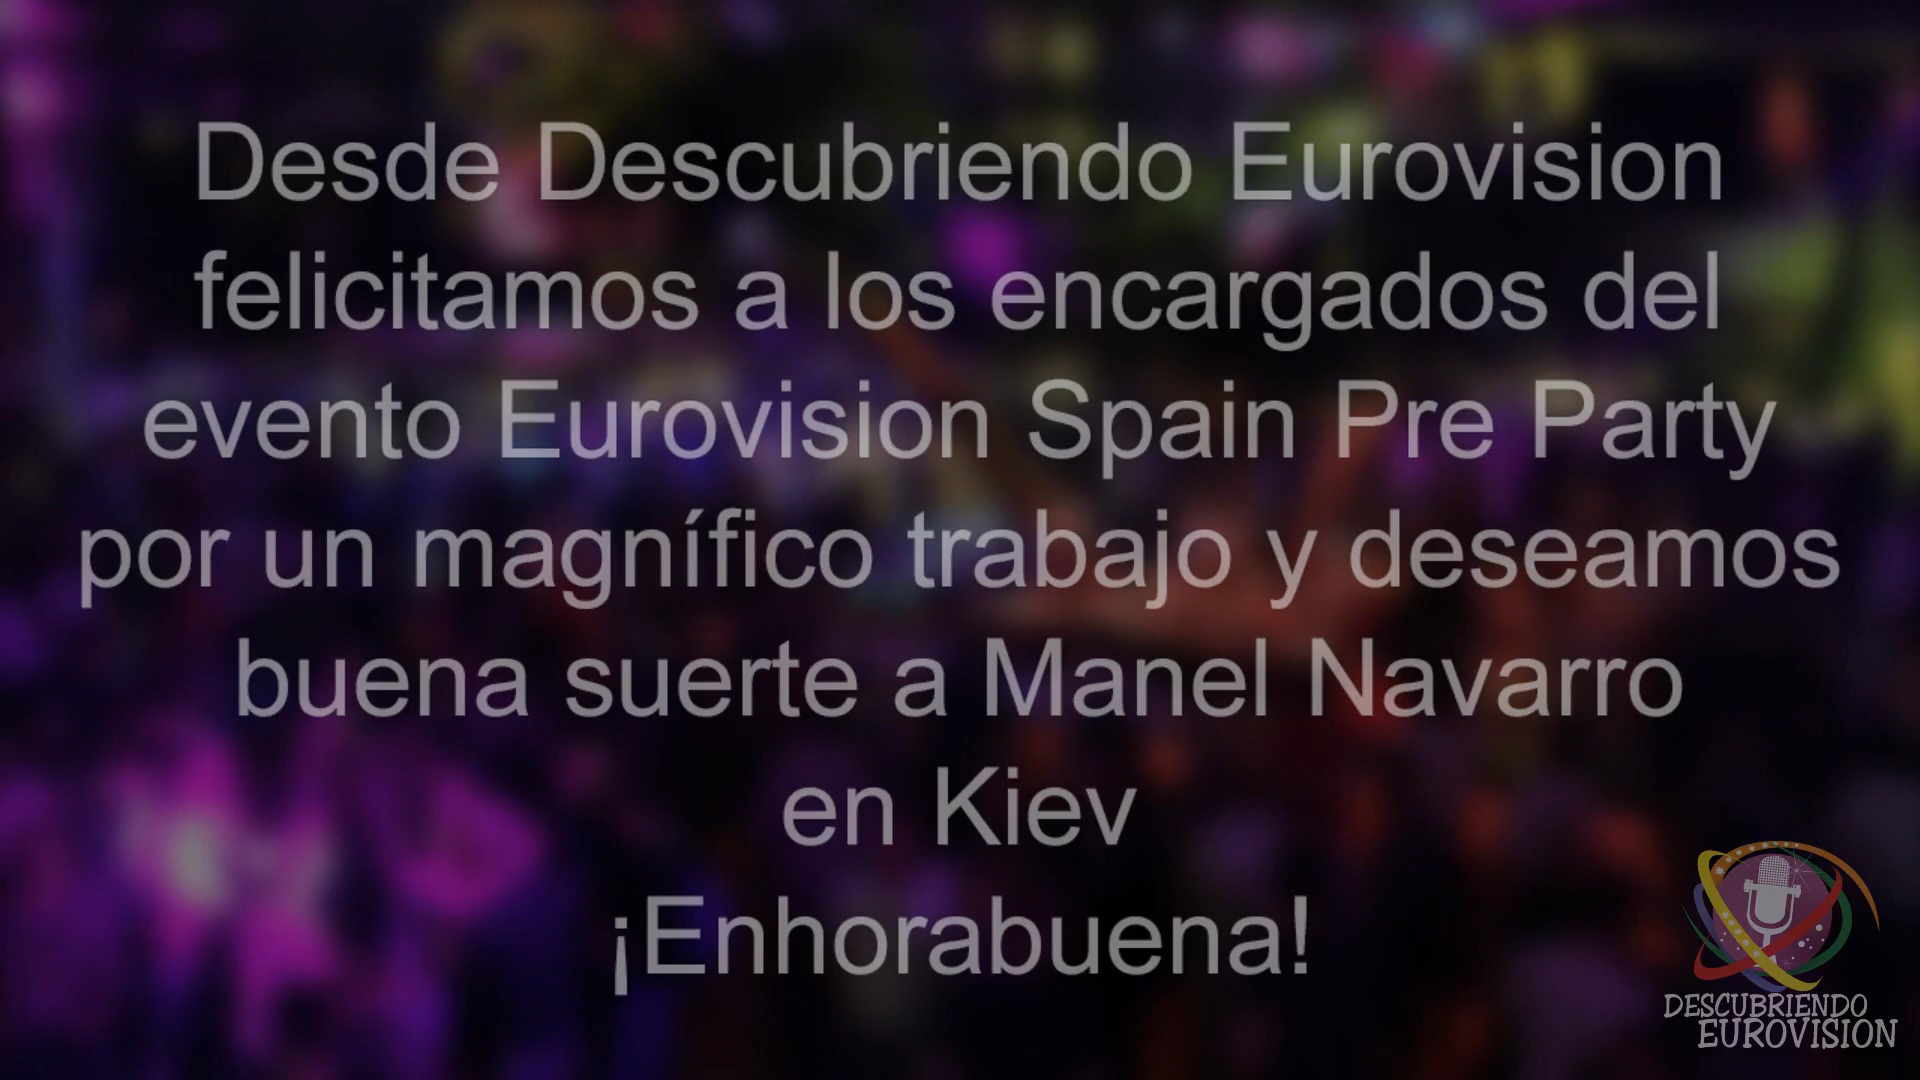 Desde Descubriendo Eurovision
felicitamos a los encargados del
evento Eurovision Spain Pre Party
por un magnífico trabajo y deseamos
buena suerte a Manel Navarro
en Kiev
¡Enhorabuena!
DESCUBRIENDO
EUROVISION